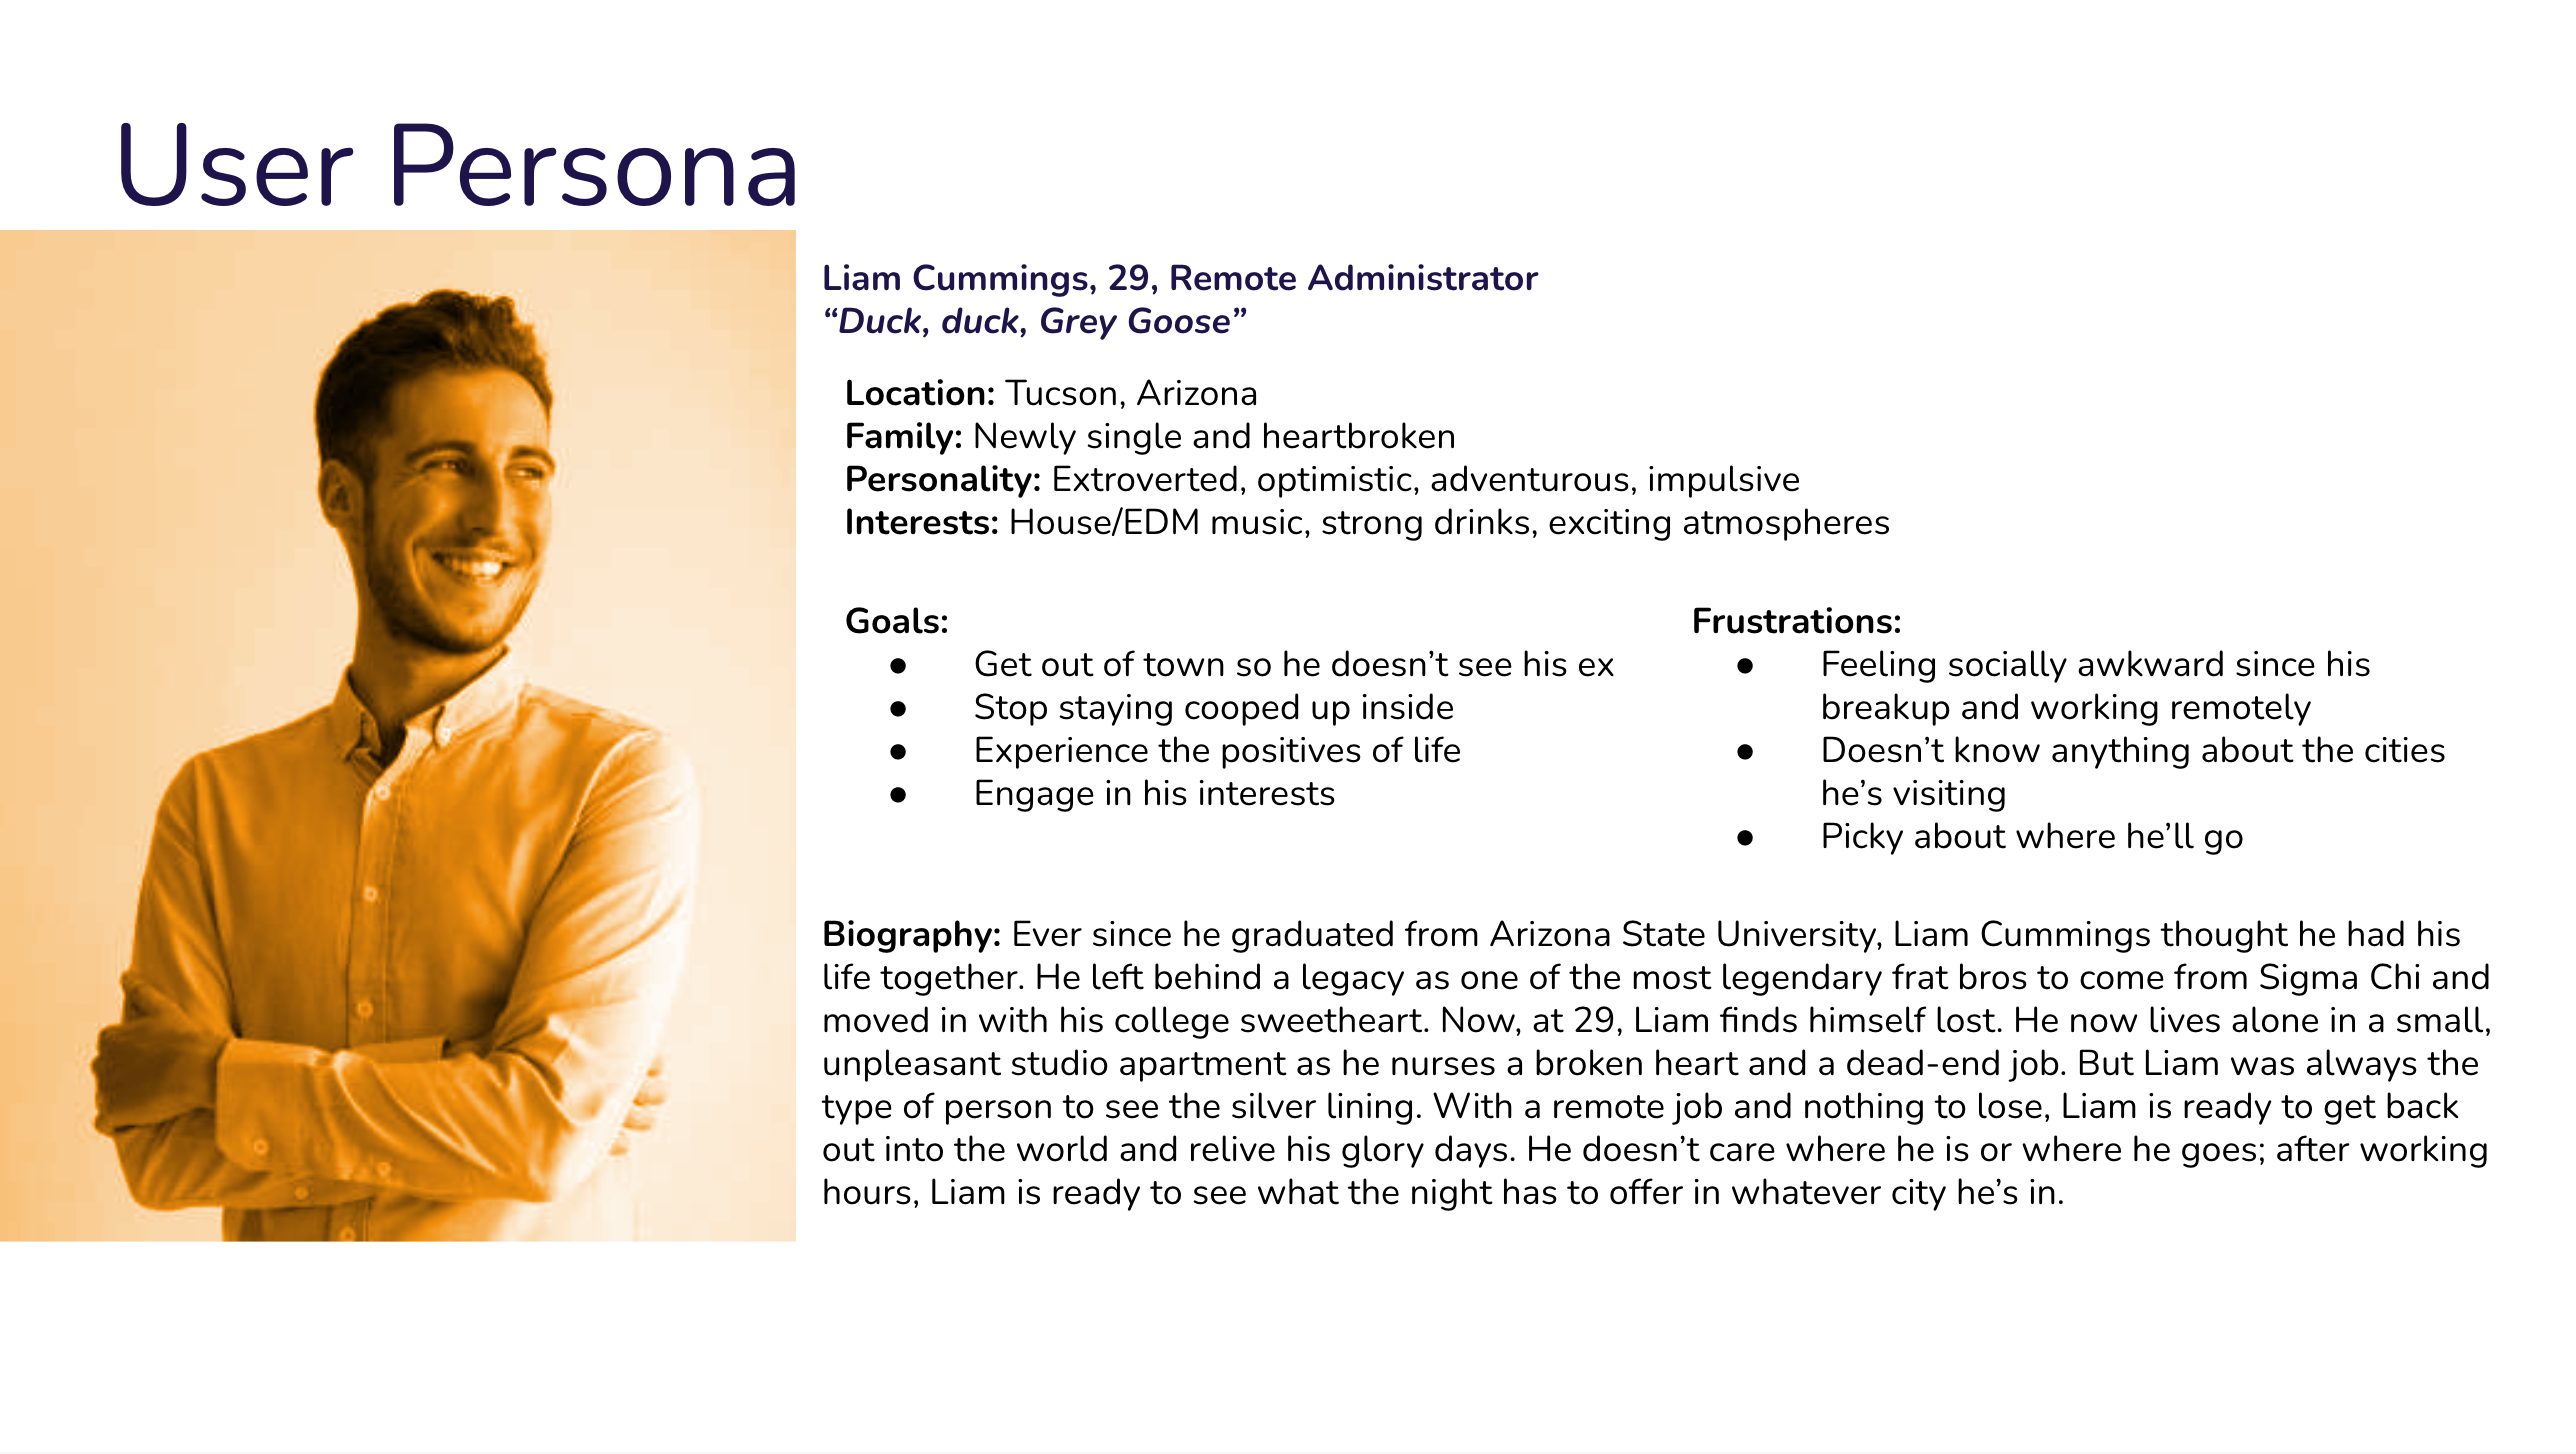 User Persona
Liam Cummings, 29, Remote Administrator
“Duck, duck, Grey Goose”
Location: Tucson, Arizona
Family: Newly single and heartbroken
Personality: Extroverted, optimistic, adventurous, impulsive
Interests: House/EDM music, strong drinks, exciting atmospheres
Goals:
● Get out of town so he doesn’t see his ex
● Stop staying cooped up inside
● Experience the positives of life
● Engage in his interests
Frustrations:
● Feeling socially awkward since his
breakup and working remotely
● Doesn’t know anything about the cities
he’s visiting
● Picky about where he’ll go
Biography: Ever since he graduated from Arizona State University, Liam Cummings thought he had his
life together. He left behind a legacy as one of the most legendary frat bros to come from Sigma Chi and
moved in with his college sweetheart. Now, at 29, Liam finds himself lost. He now lives alone in a small,
unpleasant studio apartment as he nurses a broken heart and a dead-end job. But Liam was always the
type of person to see the silver lining. With a remote job and nothing to lose, Liam is ready to get back
out into the world and relive his glory days. He doesn’t care where he is or where he goes; after working
hours, Liam is ready to see what the night has to offer in whatever city he’s in.